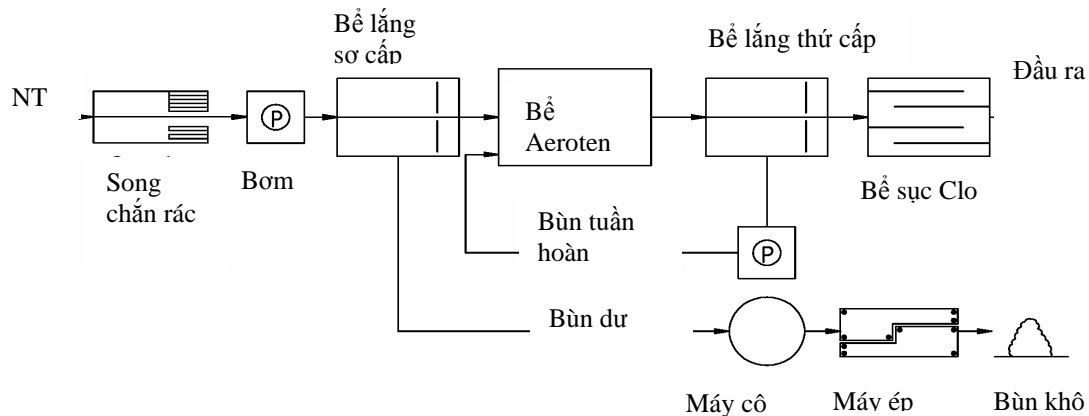 Bể lắng
sơ cấp
Bể lắng thứ cấp
Đầu ra
NT
Bể
Aeroten
P
Song
chắn rác
Bơm
Bể sục Clo
Bùn tuần
hoàn
P
Bùn dư
Máy cô
Máy ép
Bùn khô